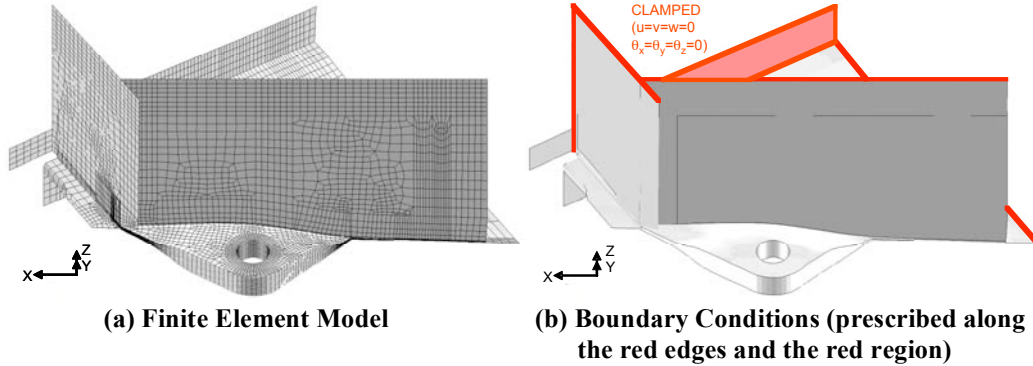 CLAMPED
(u=v=w=0
θx=θy=θz=0)
Z
Y
X
Z
Y
X
(a) Finite Element Model
(b) Boundary Conditions (prescribed along
the red edges and the red region)